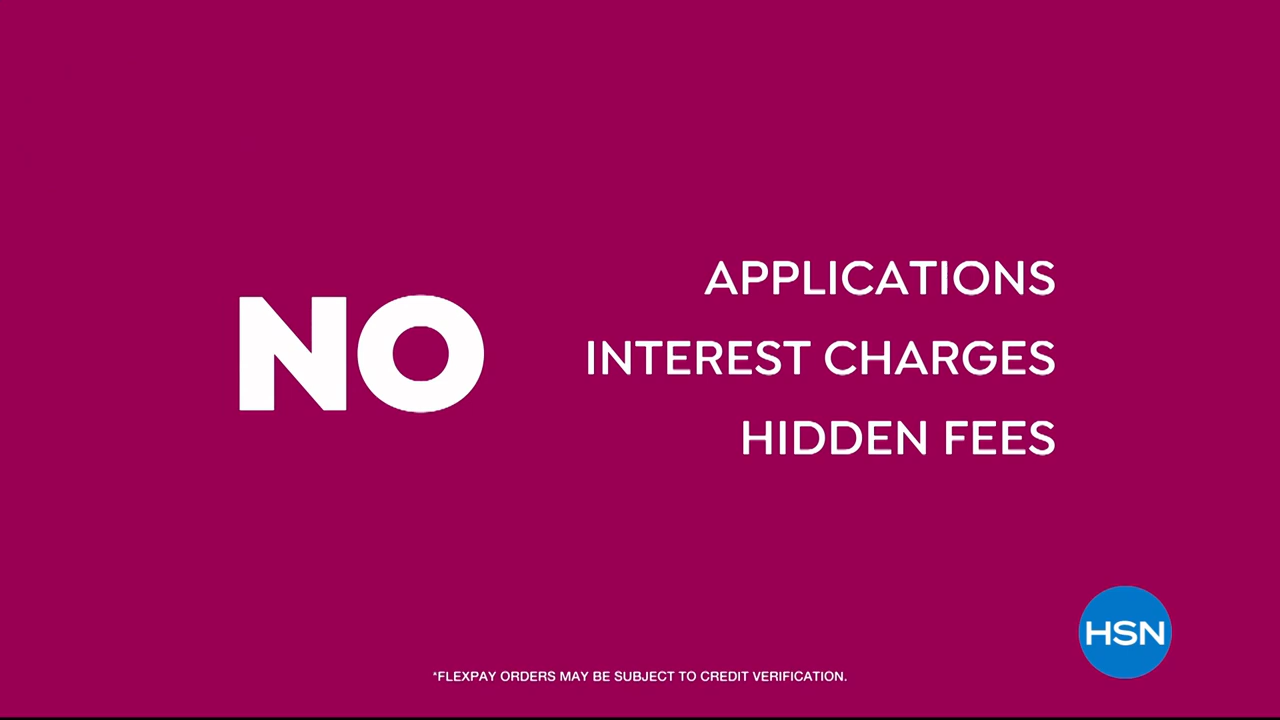 NO
APPLICATIONS
INTEREST CHARGES
HIDDEN FEES
HSN
*FLEXPAY ORDERS MAY BE SUBJECT TO CREDIT VERIFICATION.